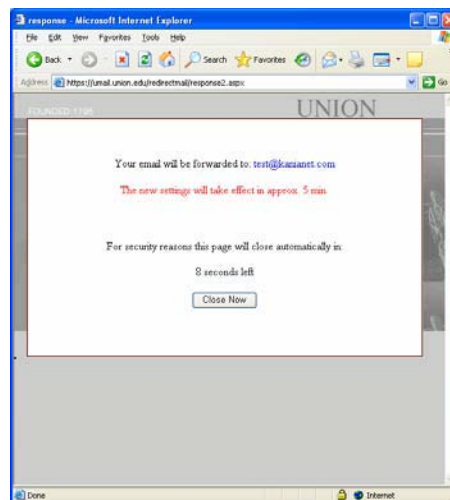 response - Microsoft Internet Explorer
File Edit View Favorites Tools Help
Back Search Favorites
Address https://umail.union.edu/redirectmail/response2.aspx Go
FOUNDED 1795 UNION
Your email will be forwarded to: test@kasianet.com
The new settings will take effect in approx. 5 min
For security reasons this page will close automatically in:
8 seconds left
Close Now
Done Internet